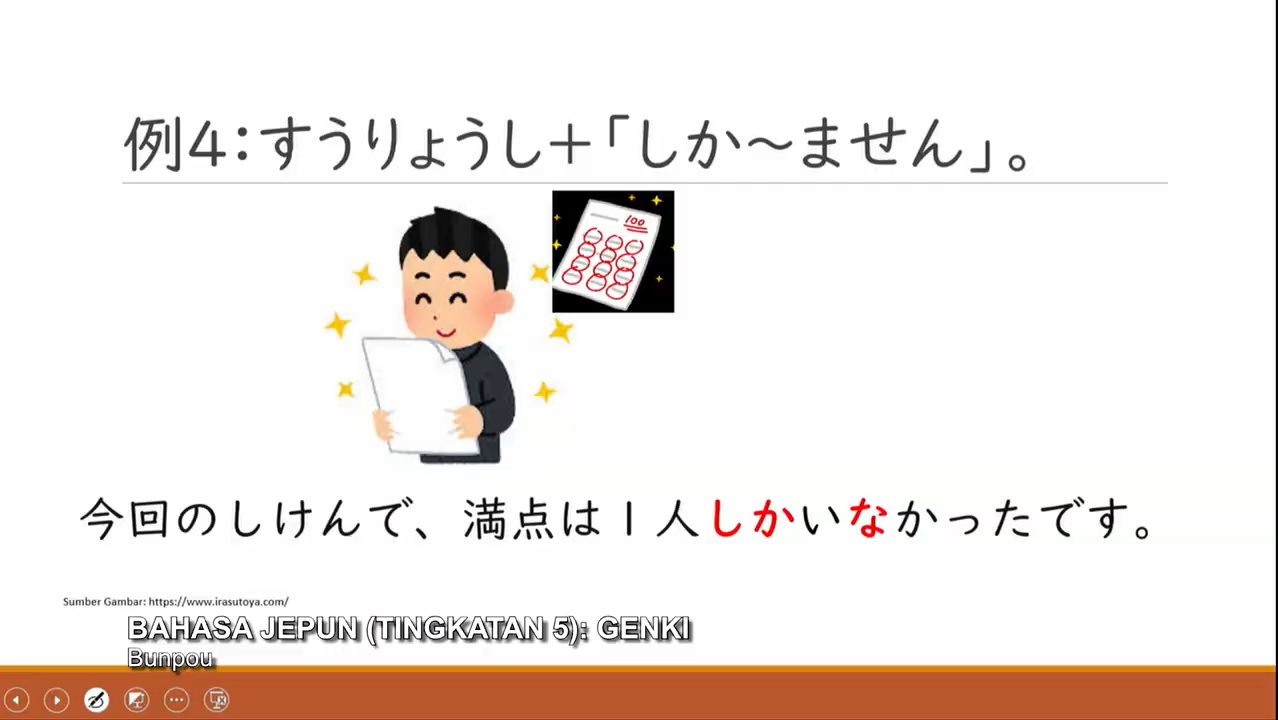 例4:すうりょうし+「しか~ません」。
100
今回のしけんで、満点は1人しかいなかったです。
Sumber Gambar: https://www.irasutoya.com/
BAHASA JEPUN (TINGKATAN 5): GENKI
Bunpou